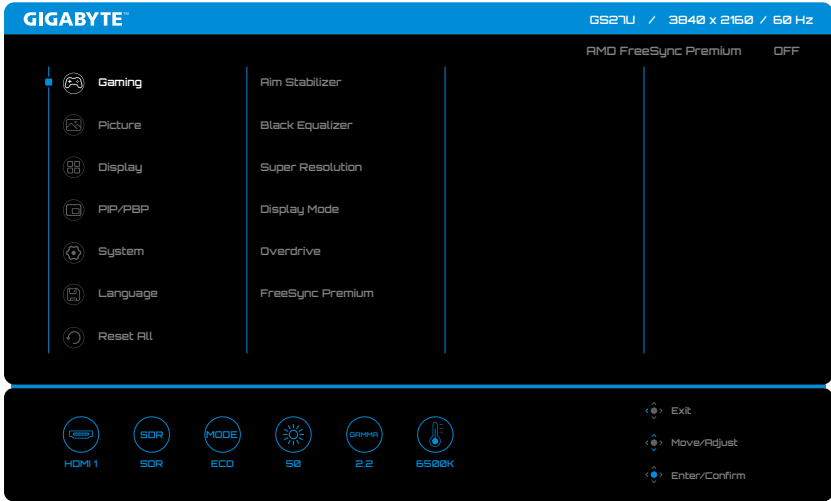 GIGABYTE™
GS27U / 3840 x 2160 / 60 Hz
AMD FreeSync Premium OFF
Gaming
Picture
Display
PIP/PBP
System
Language
Reset All
Aim Stabilizer
Black Equalizer
Super Resolution
Display Mode
Overdrive
FreeSync Premium
SDR
MODE
GAMMA
HDMI 1
SDR
ECO
50
2.2
6500K
Exit
Move/Adjust
Enter/Confirm